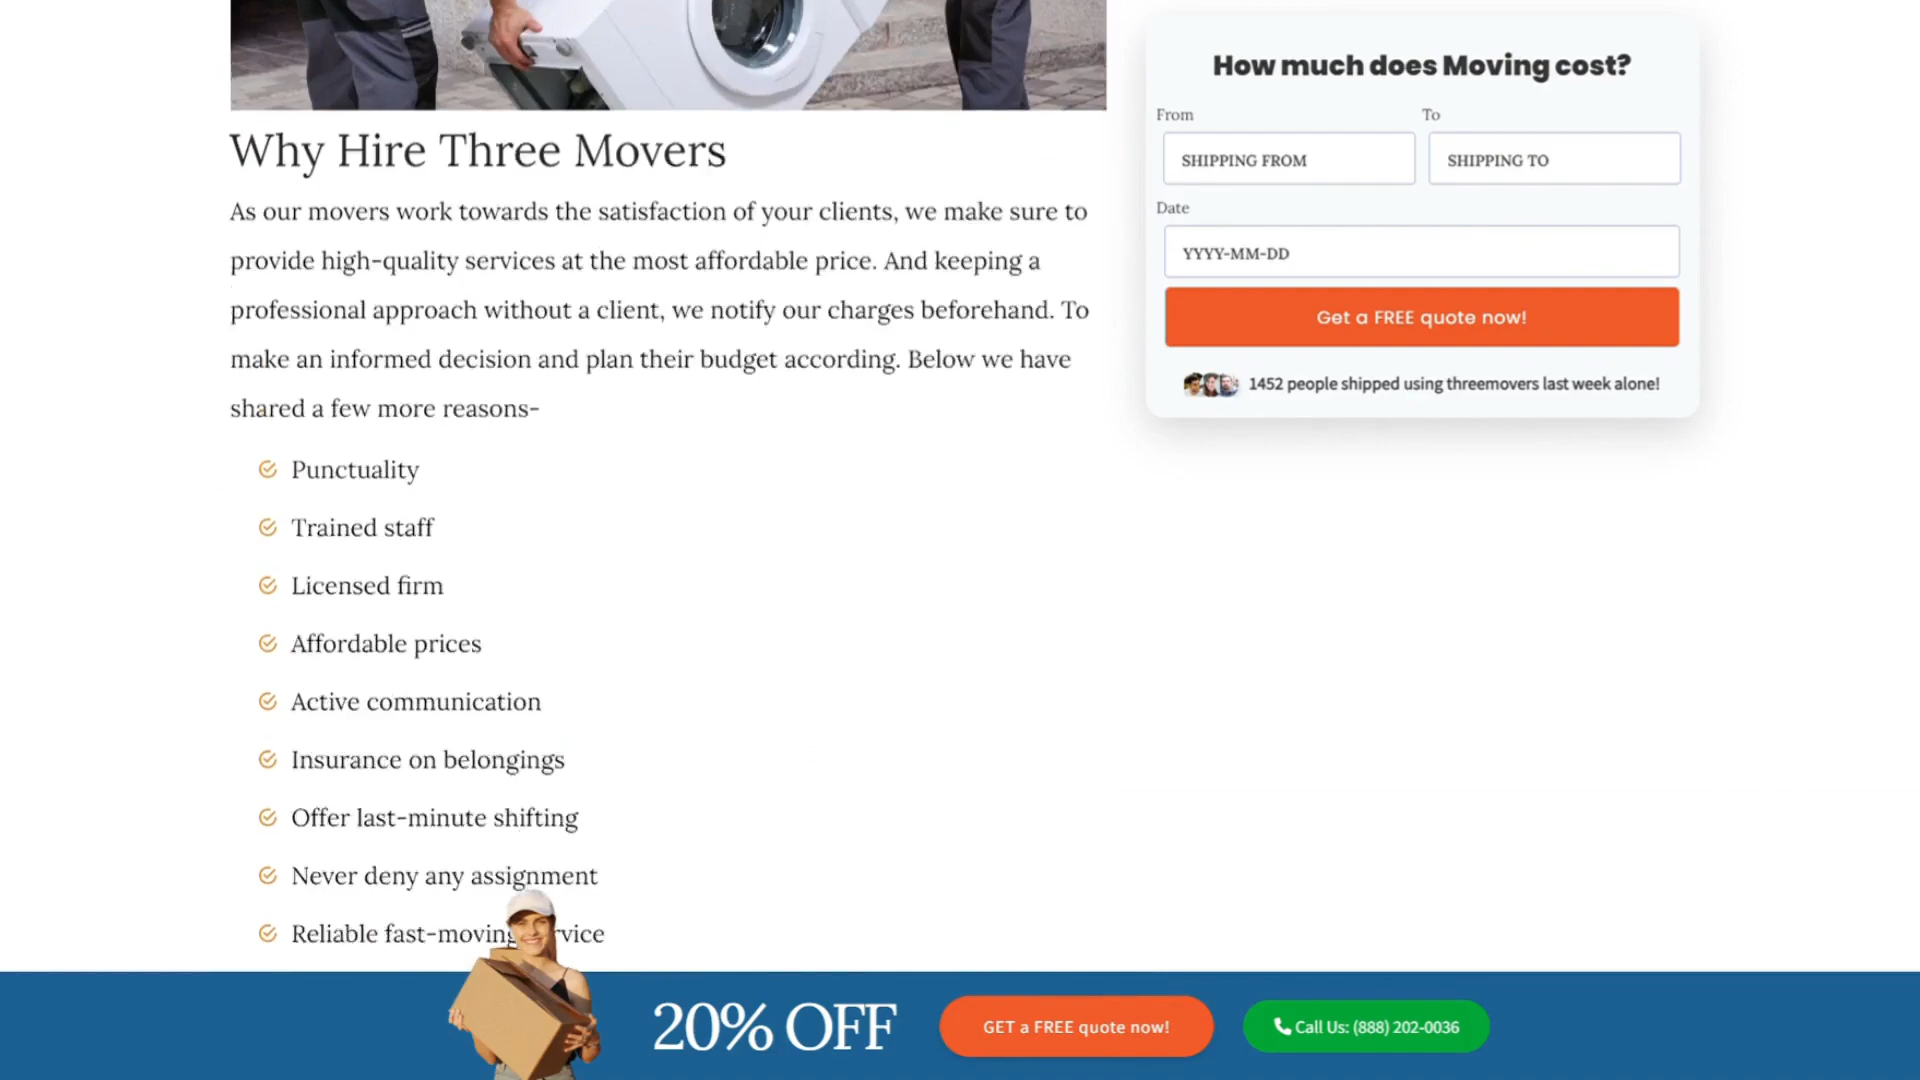 Why Hire Three Movers
As our movers work towards the satisfaction of your clients, we make sure to
provide high-quality services at the most affordable price. And keeping a
professional approach without a client, we notify our charges beforehand. To
make an informed decision and plan their budget according. Below we have
shared a few more reasons-
Punctuality
Trained staff
Licensed firm
Affordable prices
Active communication
Insurance on belongings
Offer last-minute shifting
Never deny any assignment
Reliable fast-moving
How much does Moving cost?
From To
SHIPPING FROM SHIPPING TO
Date
YYYY-MM-DD
Get a FREE quote now!
1452 people shipped using threemovers last week alone!
20% OFF GET a FREE quote now! Call Us: (888) 202-0036